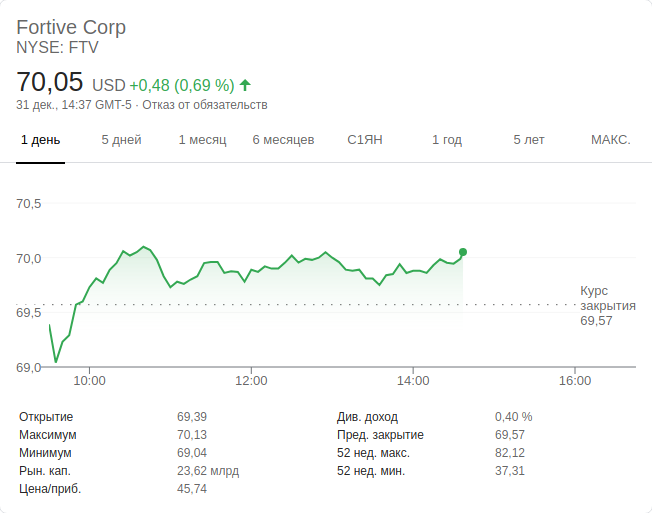 Fortive Corp
NYSE: FTV
70,05 USD +0,48 (0,69 %)
31 дек., 14:37 GMT-5 · Отказ от обязательств
1 день 5 дней 1 месяц 6 месяцев С1ЯН 1 год 5 лет МАКС.
70,5
70,0
Курс
закрытия
69,57
69,5
69,0
10:00 12:00 14:00 16:00
Открытие 69,39 Див. доход 0,40 %
Максимум 70,13 Пред. закрытие 69,57
Минимум 69,04 52 нед. макс. 82,12
Рын. кап. 23,62 млрд 52 нед. мин. 37,31
Цена/приб. 45,74